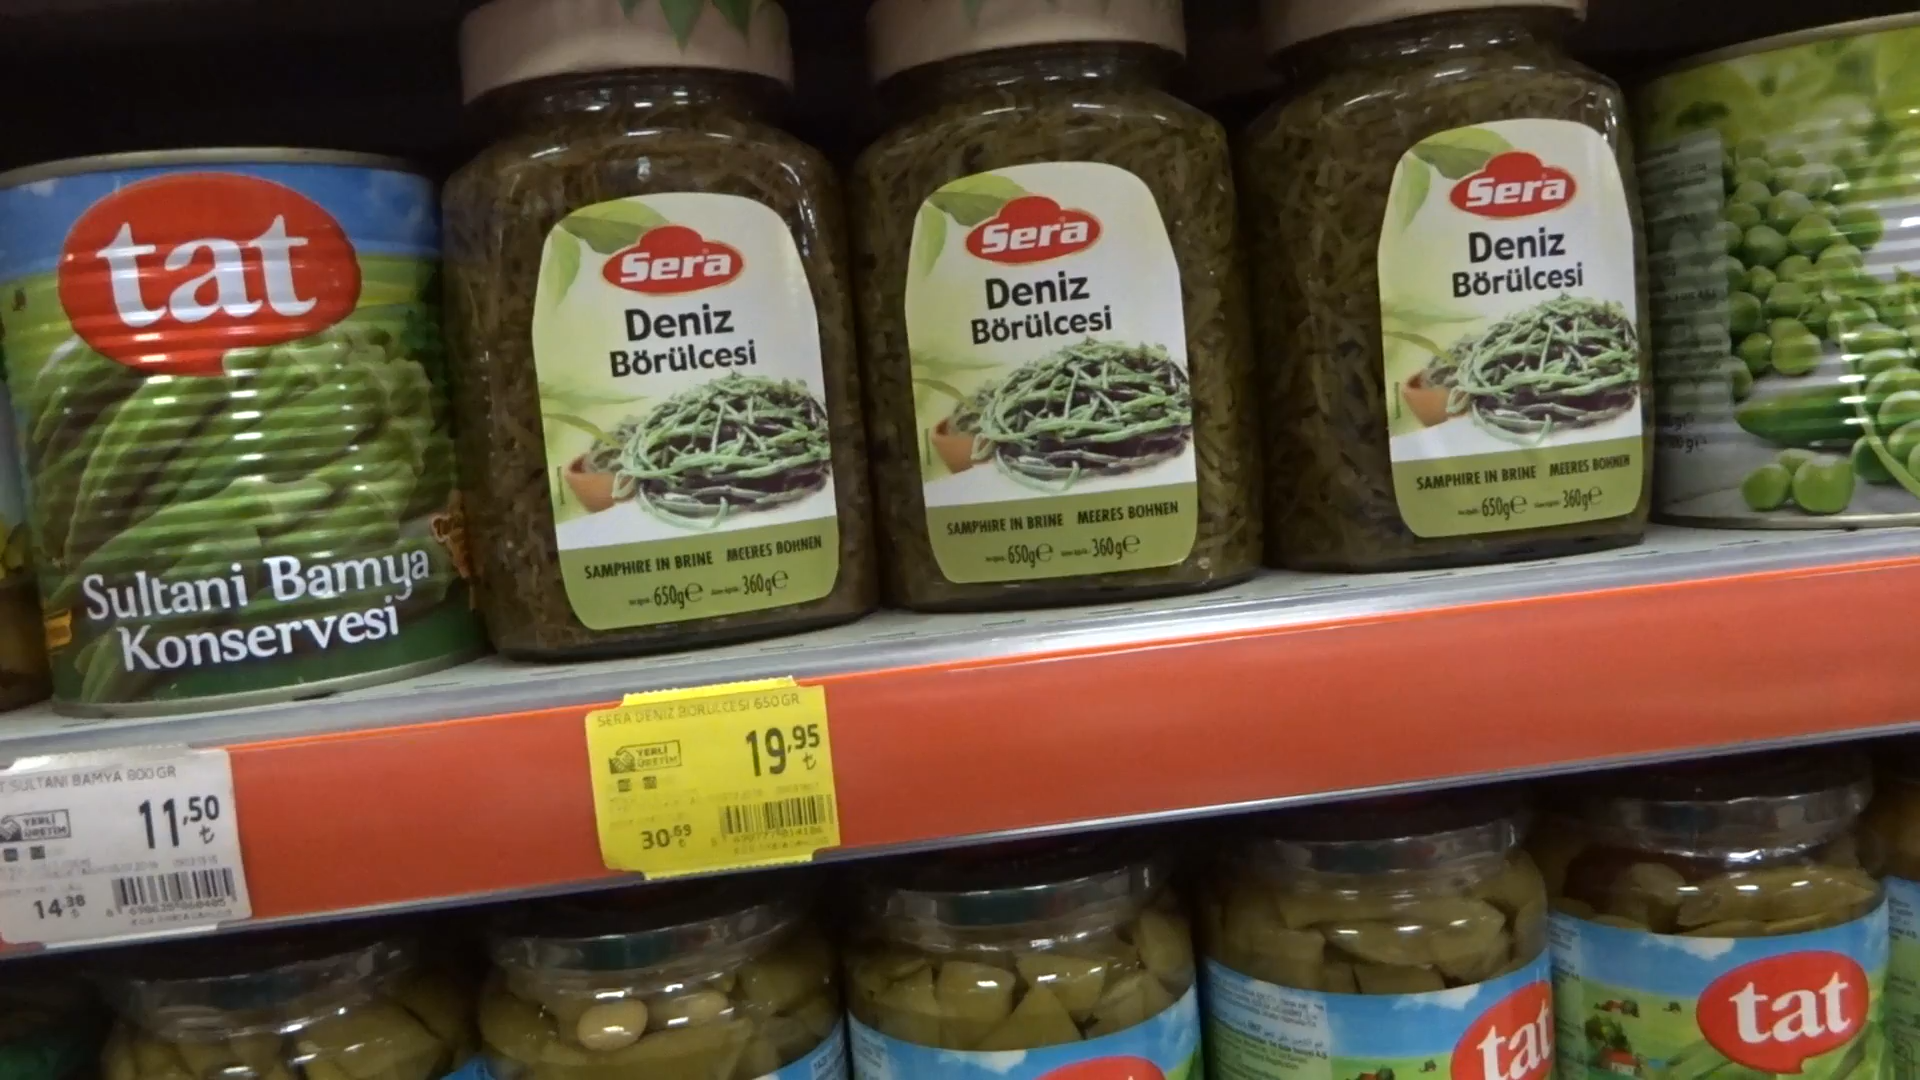 tat
Sultani Bamya
Konservesi
Sera
Deniz
Börülcesi
SAMPHIRE IN BRINE MEERES BOHNEN
650g℮ 360g℮
Sera
Deniz
Börülcesi
SAMPHIRE IN BRINE MEERES BOHNEN
650g℮ 360g℮
Sera
Deniz
Börülcesi
SAMPHIRE IN BRINE MEERES BOHNEN
650g℮ 360g℮
SULTANI BAMYA 800 GR
YERLİ
ÜRETİM
11,50 ₺
14,38 ₺
SERA DENİZ BÖRÜLCESİ 650 GR
YERLİ
ÜRETİM
19,95 ₺
30,69 ₺
tat
tat